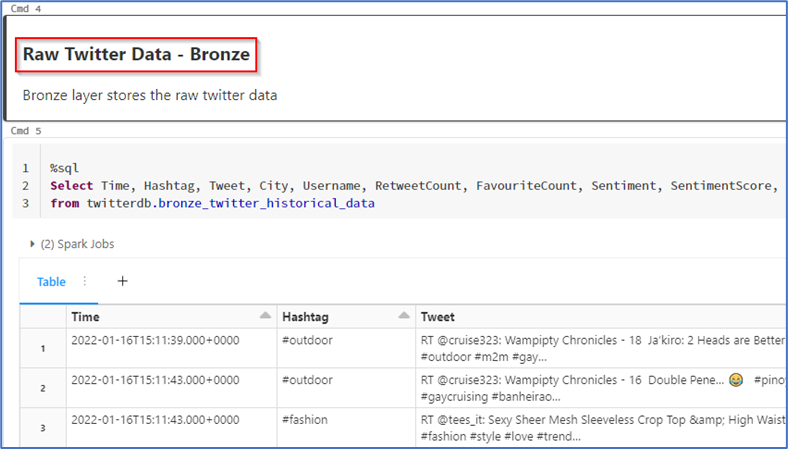 Cmd 4
Raw Twitter Data - Bronze
Bronze layer stores the raw twitter data
Cmd 5
1 %sql
2 Select Time, Hashtag, Tweet, City, Username, RetweetCount, FavouriteCount, Sentiment, SentimentScore,
3 from twitterdb.bronze_twitter_historical_data
(2) Spark Jobs
Table
Time Hashtag Tweet
1 2022-01-16T15:11:39.000+0000 #outdoor RT @cruise323: Wampipty Chronicles - 18 Ja'kiro: 2 Heads are Better
#outdoor #m2m #gay...
2 2022-01-16T15:11:43.000+0000 #outdoor RT @cruise323: Wampipty Chronicles - 16 Double Pene... 😂 #pinoy
#gaycruising #banheirao...
3 2022-01-16T15:11:43.000+0000 #fashion RT @tees_it: Sexy Sheer Mesh Sleeveless Crop Top &amp; High Waist
#fashion #style #love #trend...